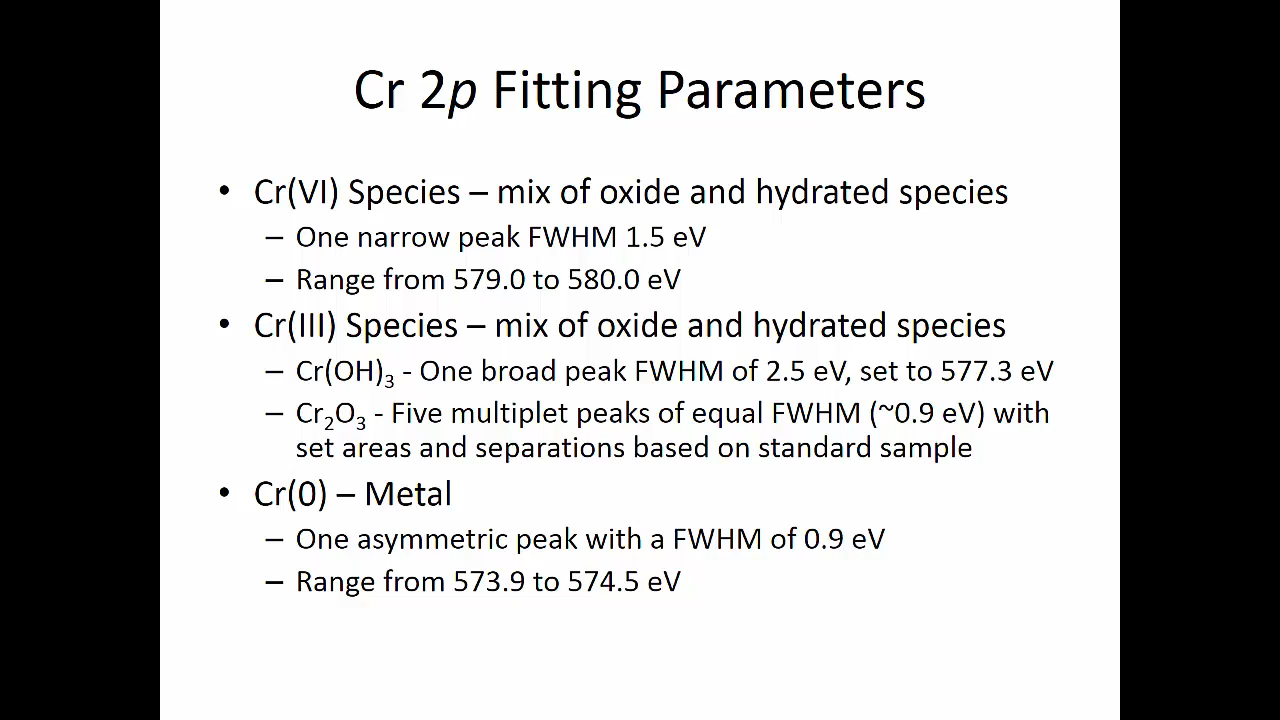 Cr 2p Fitting Parameters
• Cr(VI) Species – mix of oxide and hydrated species
– One narrow peak FWHM 1.5 eV
– Range from 579.0 to 580.0 eV
• Cr(III) Species – mix of oxide and hydrated species
– Cr(OH)₃ - One broad peak FWHM of 2.5 eV, set to 577.3 eV
– Cr₂O₃ - Five multiplet peaks of equal FWHM (~0.9 eV) with
set areas and separations based on standard sample
• Cr(0) – Metal
– One asymmetric peak with a FWHM of 0.9 eV
– Range from 573.9 to 574.5 eV